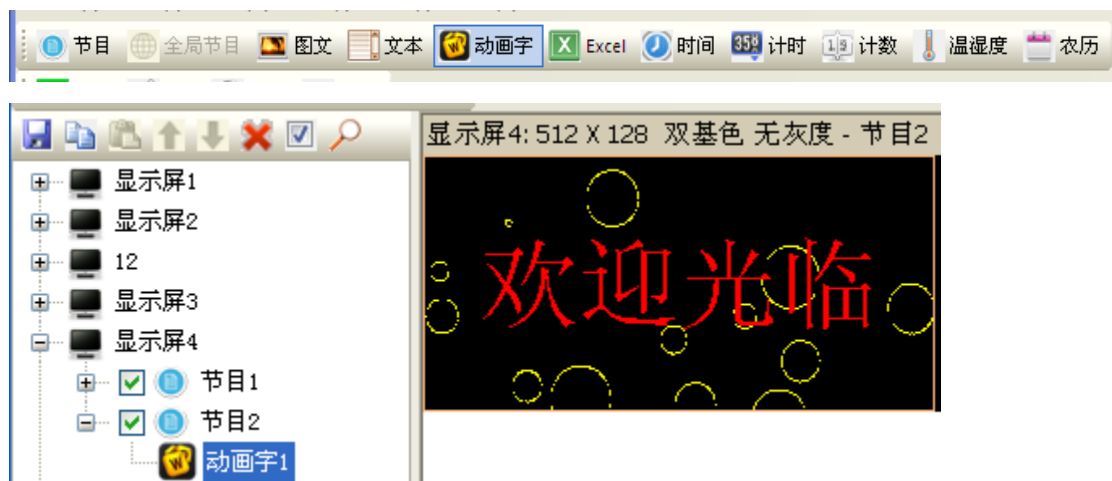 节目 全局节目 图文 文本 动画字 Excel 时间 计时 计数 温湿度 农历
显示屏4: 512 X 128 双基色 无灰度 - 节目2
显示屏1
显示屏2
12
显示屏3
显示屏4
节目1
节目2
动画字1
欢迎光临